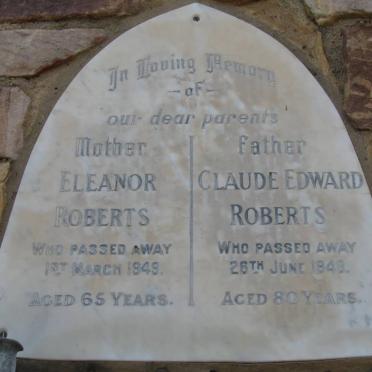 In Loving Memory
- of -
our dear parents
Mother
ELEANOR
ROBERTS
WHO PASSED AWAY
1ST MARCH 1949.
AGED 65 YEARS.
Father
CLAUDE EDWARD
ROBERTS
WHO PASSED AWAY
26TH JUNE 1949.
AGED 80 YEARS.